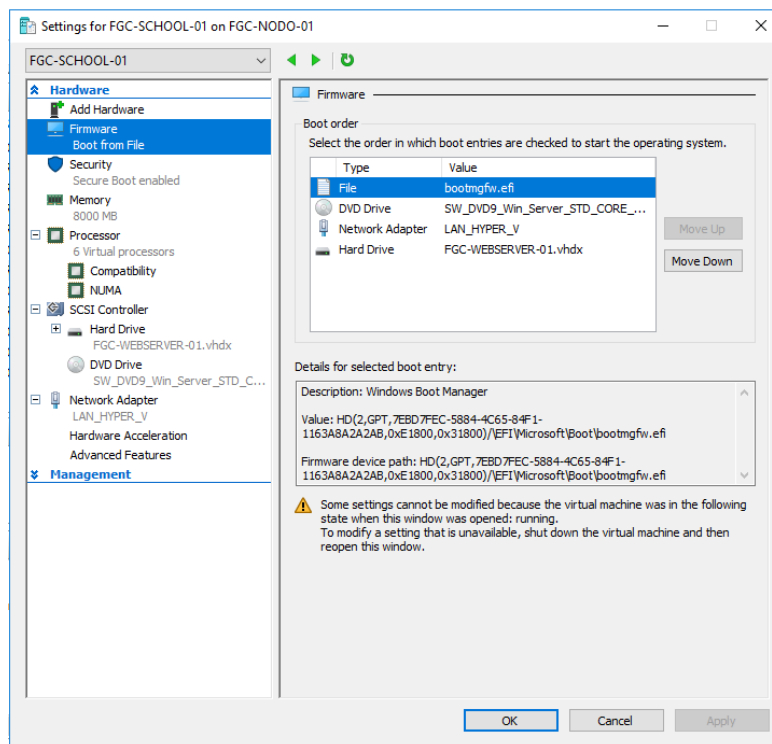 Settings for FGC-SCHOOL-01 on FGC-NODO-01
FGC-SCHOOL-01
Hardware
Add Hardware
Firmware
Boot from File
Security
Secure Boot enabled
Memory
8000 MB
Processor
6 Virtual processors
Compatibility
NUMA
SCSI Controller
Hard Drive
FGC-WEBSERVER-01.vhdx
DVD Drive
SW_DVD9_Win_Server_STD_C...
Network Adapter
LAN_HYPER_V
Hardware Acceleration
Advanced Features
Management
Firmware
Boot order
Select the order in which boot entries are checked to start the operating system.
Type Value
File bootmgfw.efi
DVD Drive SW_DVD9_Win_Server_STD_CORE_...
Network Adapter LAN_HYPER_V
Hard Drive FGC-WEBSERVER-01.vhdx
Move Up
Move Down
Details for selected boot entry:
Description: Windows Boot Manager
Value: HD(2,GPT,7EBD7FEC-5884-4C65-84F1-
1163A8A2A2AB,0xE1800,0x31800)/\EFI\Microsoft\Boot\bootmgfw.efi
Firmware device path: HD(2,GPT,7EBD7FEC-5884-4C65-84F1-
1163A8A2A2AB,0xE1800,0x31800)/\EFI\Microsoft\Boot\bootmgfw.efi
Some settings cannot be modified because the virtual machine was in the following
state when this window was opened: running.
To modify a setting that is unavailable, shut down the virtual machine and then
reopen this window.
OK
Cancel
Apply